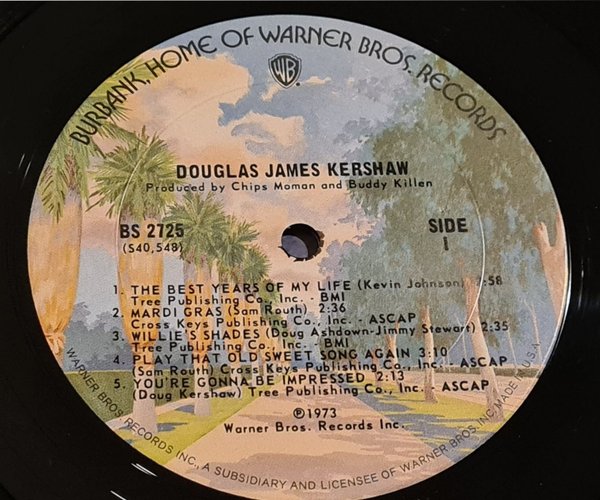 BURBANK, HOME OF WARNER BROS. RECORDS
WB
DOUGLAS JAMES KERSHAW
Produced by Chips Moman and Buddy Killen
BS 2725
(S40,548)
SIDE
1
1. THE BEST YEARS OF MY LIFE (Kevin Johnson) 2:58
Tree Publishing Co., Inc. - BMI
2. MARDI GRAS (Sam Routh) 2:36
Cross Keys Publishing Co., Inc. - ASCAP
3. WILLIE'S SHADES (Doug Ashdown-Jimmy Stewart) 2:35
Tree Publishing Co., Inc. - BMI
4. PLAY THAT OLD SWEET SONG AGAIN 3:10
(Sam Routh) Cross Keys Publishing Co., Inc. - ASCAP
5. YOU'RE GONNA BE IMPRESSED 2:13
(Doug Kershaw) Tree Publishing Co., Inc. - ASCAP
℗1973
Warner Bros. Records Inc.
WARNER BROS. RECORDS INC., A SUBSIDIARY AND LICENSEE OF WARNER BROS. INC. MADE IN U.S.A.